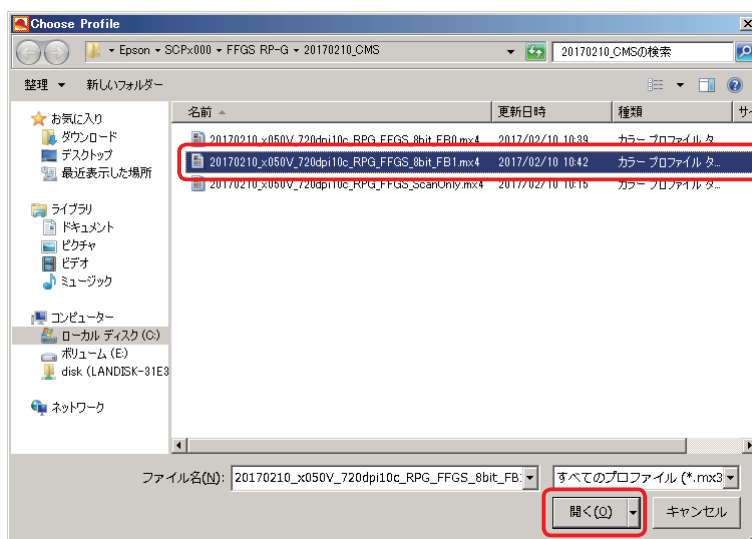 Choose Profile
Epson SCPx000 FFGS RP-G 20170210_CMS
20170210_CMSの検索
整理 新しいフォルダー
名前 更新日時 種類 サイ
お気に入り
ダウンロード
デスクトップ
最近表示した場所
ライブラリ
ドキュメント
ピクチャ
ビデオ
ミュージック
コンピューター
ローカル ディスク (C:)
ボリューム (E:)
disk (LANDISK-31E3
ネットワーク
20170210_x050V_720dpi10c_RPG_FFGS_8bit_FB0.mx4 2017/02/10 10:39 カラー プロファイル タ...
20170210_x050V_720dpi10c_RPG_FFGS_8bit_FB1.mx4 2017/02/10 10:42 カラー プロファイル タ...
20170210_x050V_720dpi10c_RPG_FFGS_ScanOnly.mx4 2017/02/10 10:15 カラー プロファイル タ...
ファイル名(N): 20170210_x050V_720dpi10c_RPG_FFGS_8bit_FB: すべてのプロファイル (*.mx3
開く(O) キャンセル